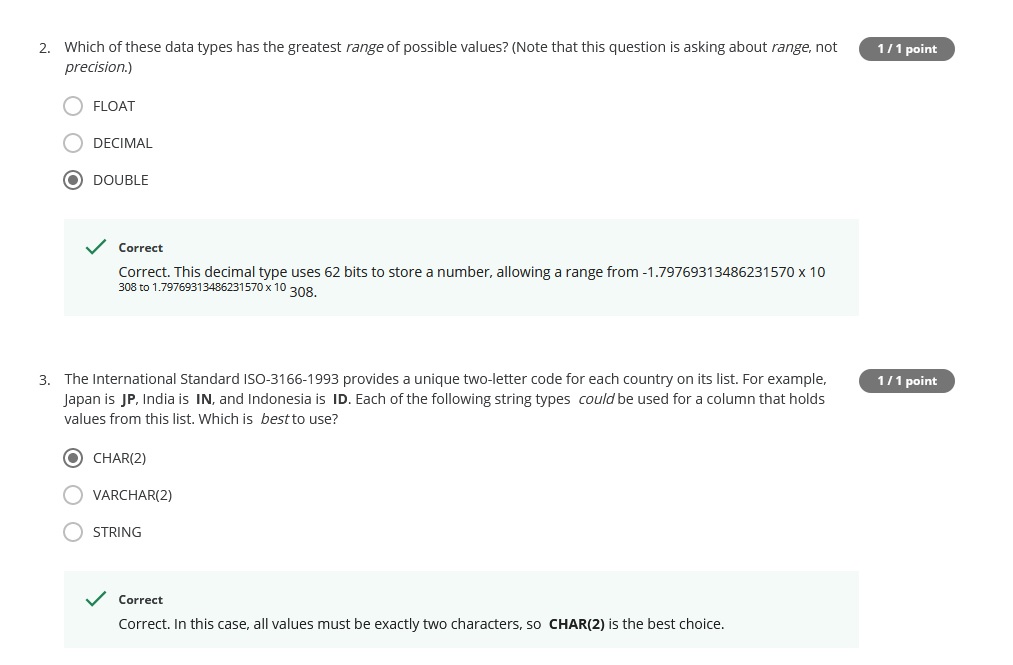 2. Which of these data types has the greatest range of possible values? (Note that this question is asking about range, not 1 / 1 point
precision.)
FLOAT
DECIMAL
DOUBLE
Correct
Correct. This decimal type uses 62 bits to store a number, allowing a range from -1.79769313486231570 x 10
308 to 1.79769313486231570 x 10 308.
3. The International Standard ISO-3166-1993 provides a unique two-letter code for each country on its list. For example, 1 / 1 point
Japan is JP, India is IN, and Indonesia is ID. Each of the following string types could be used for a column that holds
values from this list. Which is best to use?
CHAR(2)
VARCHAR(2)
STRING
Correct
Correct. In this case, all values must be exactly two characters, so CHAR(2) is the best choice.